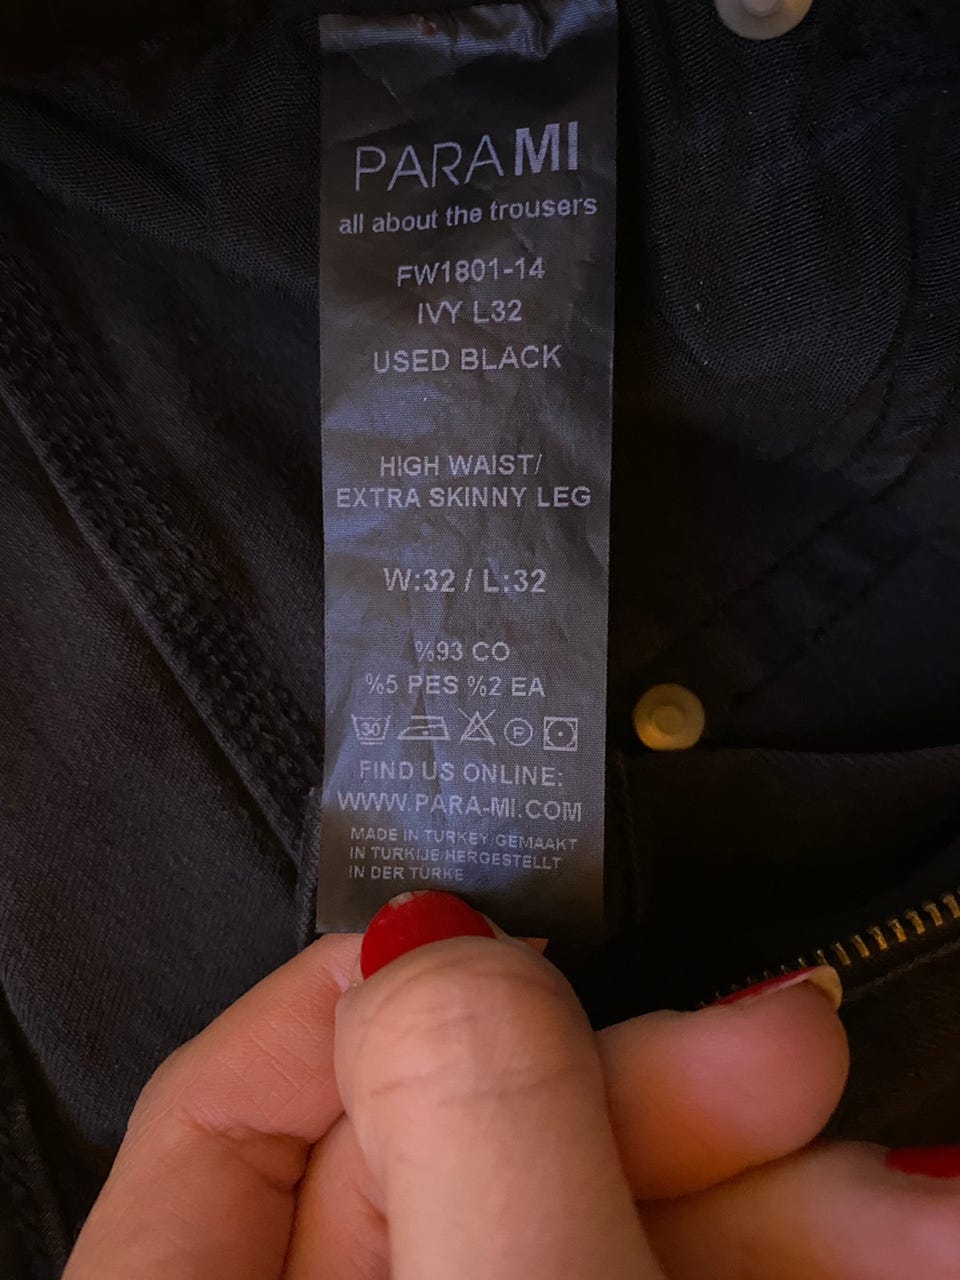 PARAMI
all about the trousers
FW1801-14
IVY L32
USED BLACK
HIGH WAIST/
EXTRA SKINNY LEG
W:32 / L:32
%93 CO
%5 PES %2 EA
30 P
FIND US ONLINE:
WWW.PARA-MI.COM
MADE IN TURKEY/GEMAAKT
IN TURKIJE/HERGESTELLT
IN DER TURKE